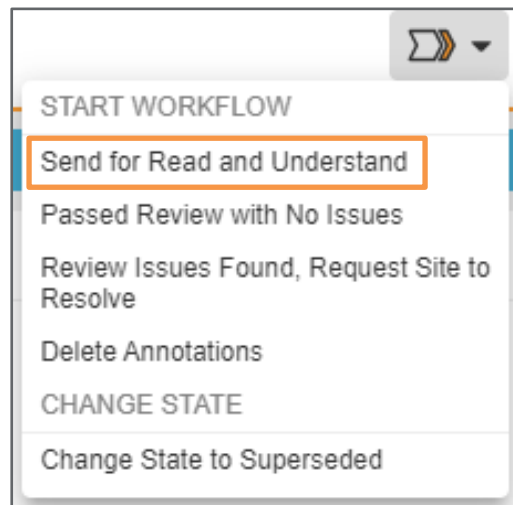 START WORKFLOW
Send for Read and Understand
Passed Review with No Issues
Review Issues Found, Request Site to
Resolve
Delete Annotations
CHANGE STATE
Change State to Superseded